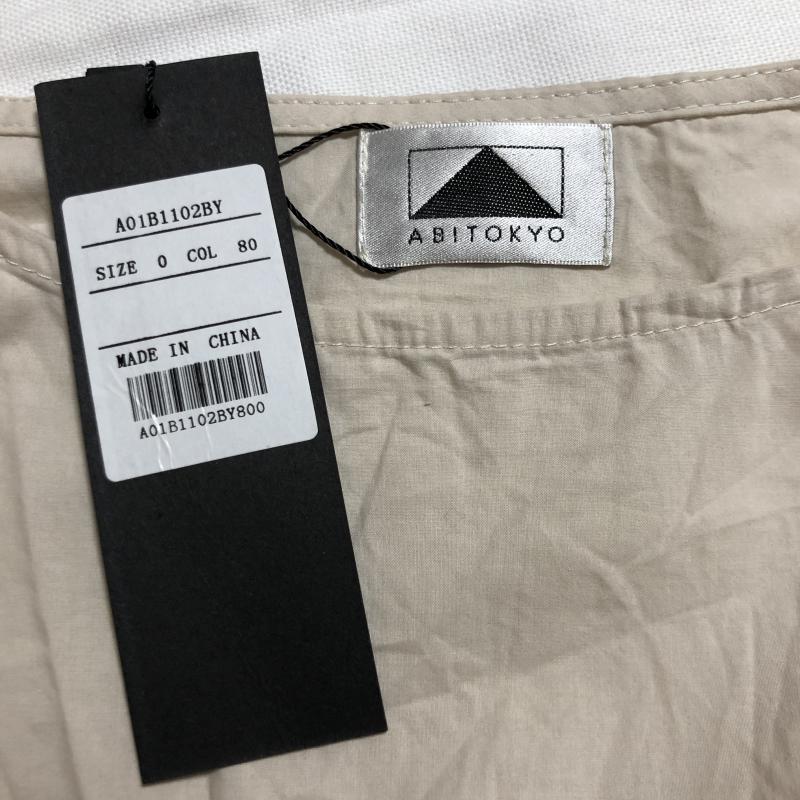 A01B1102BY
SIZE 0 COL 80
MADE IN CHINA
A01B1102BY800
ABITOKYO